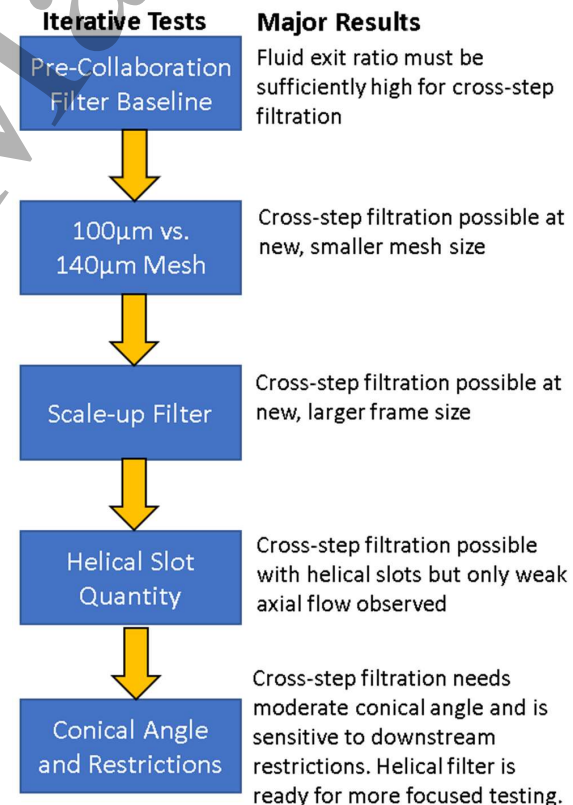 Iterative Tests
Major Results
Pre-Collaboration
Filter Baseline
Fluid exit ratio must be
sufficiently high for cross-step
filtration
100µm vs.
140µm Mesh
Cross-step filtration possible at
new, smaller mesh size
Scale-up Filter
Cross-step filtration possible at
new, larger frame size
Helical Slot
Quantity
Cross-step filtration possible
with helical slots but only weak
axial flow observed
Conical Angle
and Restrictions
Cross-step filtration needs
moderate conical angle and is
sensitive to downstream
restrictions. Helical filter is
ready for more focused testing.